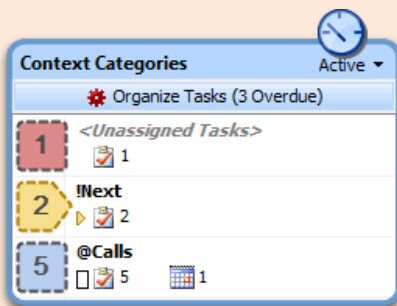 Context Categories
Active
Organize Tasks (3 Overdue)
1
<Unassigned Tasks>
1
2
!Next
2
5
@Calls
5 1